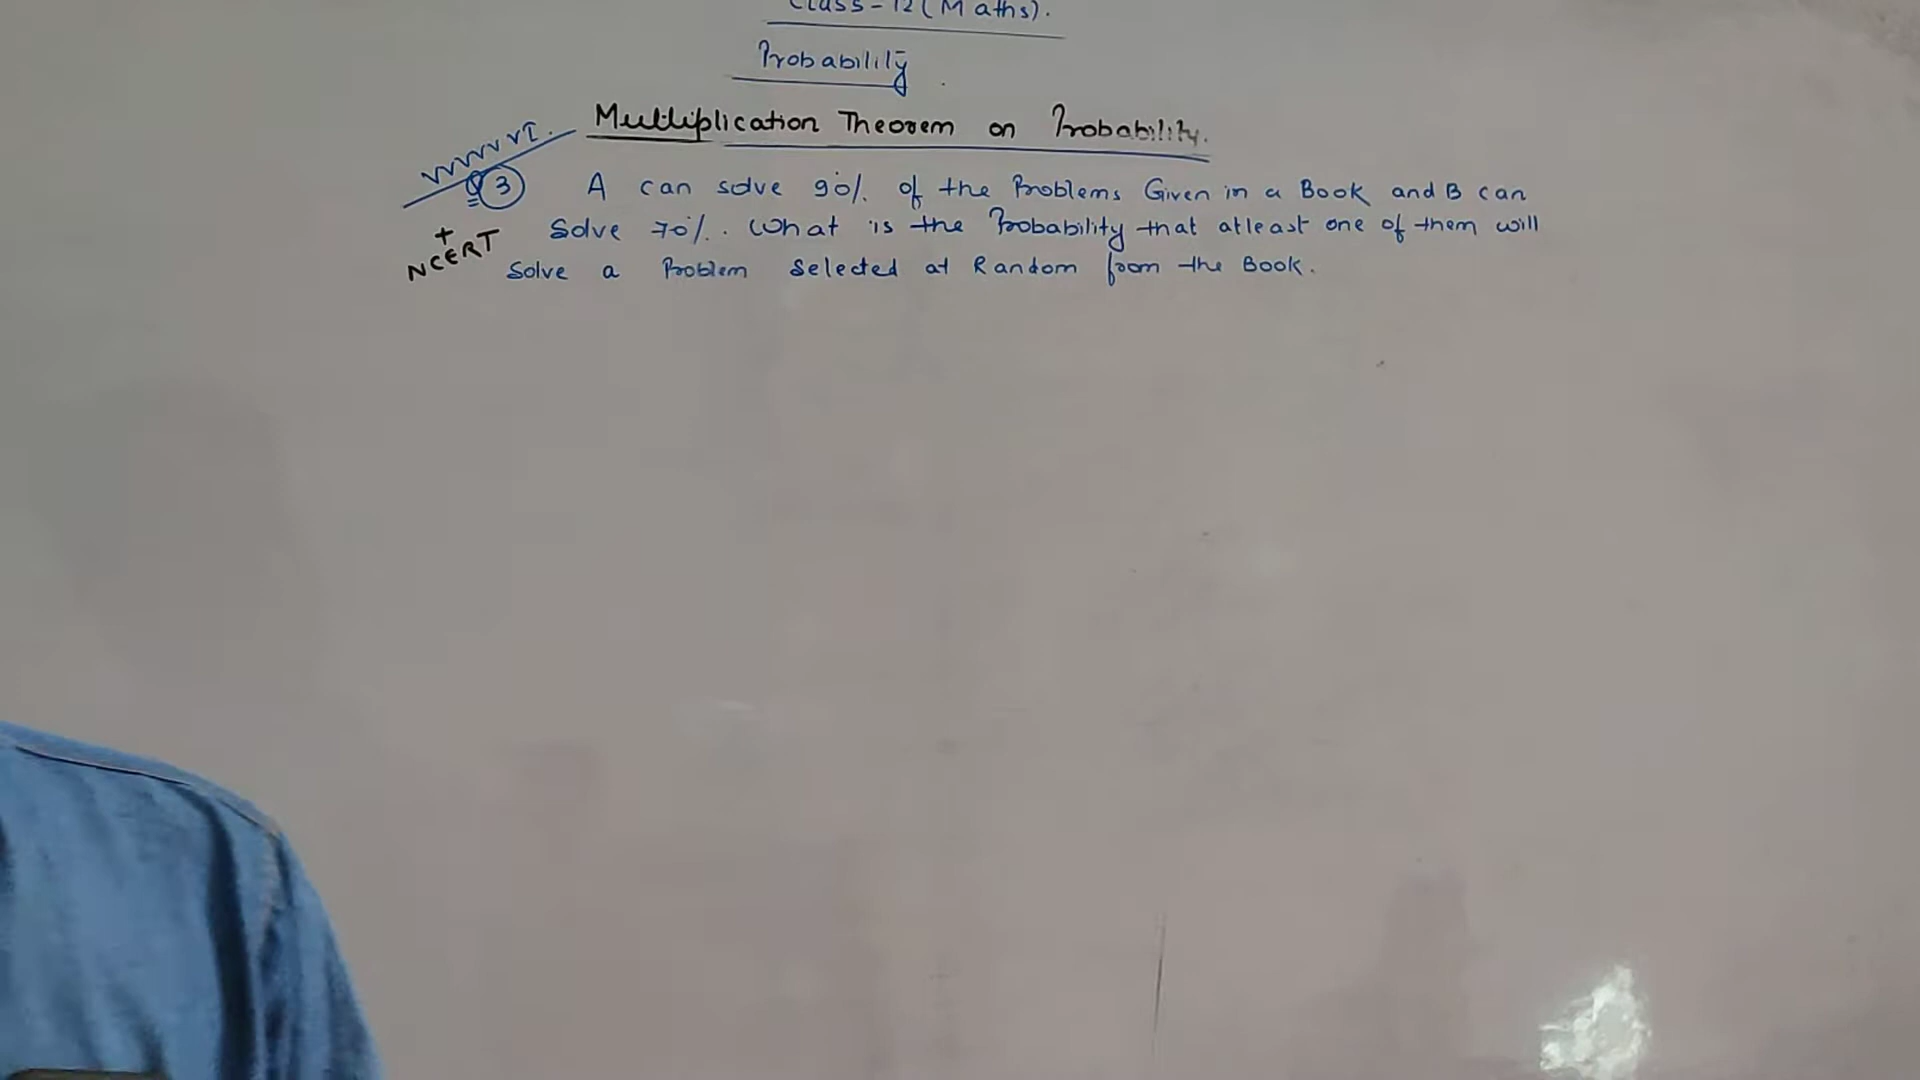 Class-12 (Maths).
Probability
Multiplication Theorem on Probability.
VVVVVI.
Q 3 A can solve 90%. of the Problems Given in a Book and B can
+ NCERT Solve 70%. . What is the Probability that atleast one of them will
Solve a Problem Selected at Random from the Book.